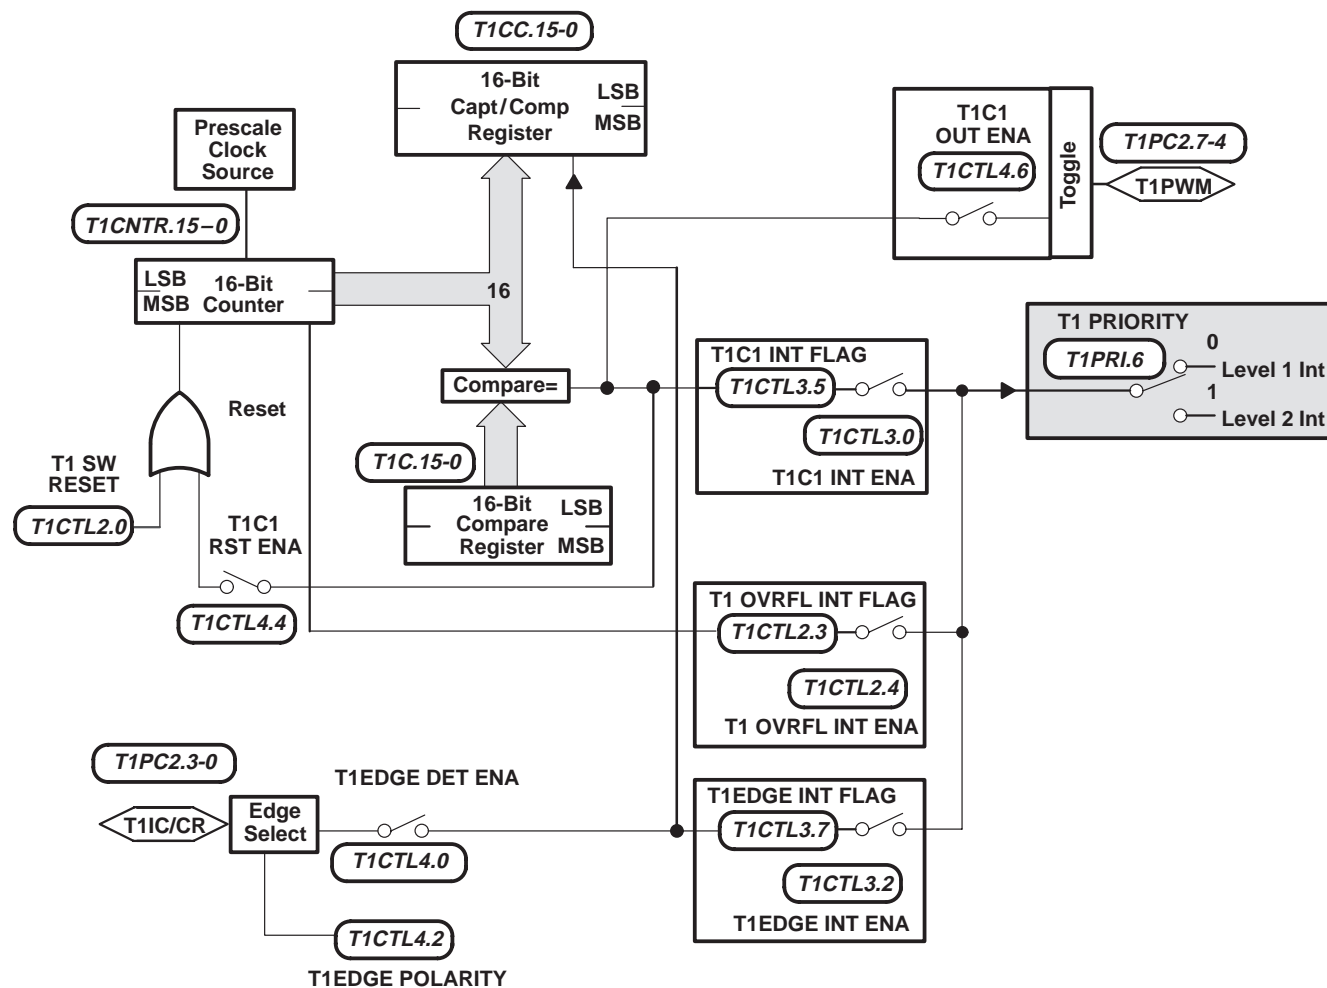 T1CC.15-0
16-Bit
Capt/Comp
Register
LSB
MSB
Prescale
Clock
Source
T1CNTR.15–0
LSB
MSB
16-Bit
Counter
16
T1C1
OUT ENA
T1CTL4.6
Toggle
T1PC2.7-4
T1PWM
Compare=
T1C.15-0
16-Bit
Compare
Register
LSB
MSB
Reset
T1 SW
RESET
T1CTL2.0
T1C1
RST ENA
T1CTL4.4
T1C1 INT FLAG
T1CTL3.5
T1CTL3.0
T1C1 INT ENA
T1 PRIORITY
T1PRI.6
0
Level 1 Int
1
Level 2 Int
T1 OVRFL INT FLAG
T1CTL2.3
T1CTL2.4
T1 OVRFL INT ENA
T1PC2.3-0
T1IC/CR
Edge
Select
T1EDGE DET ENA
T1CTL4.0
T1CTL4.2
T1EDGE POLARITY
T1EDGE INT FLAG
T1CTL3.7
T1CTL3.2
T1EDGE INT ENA